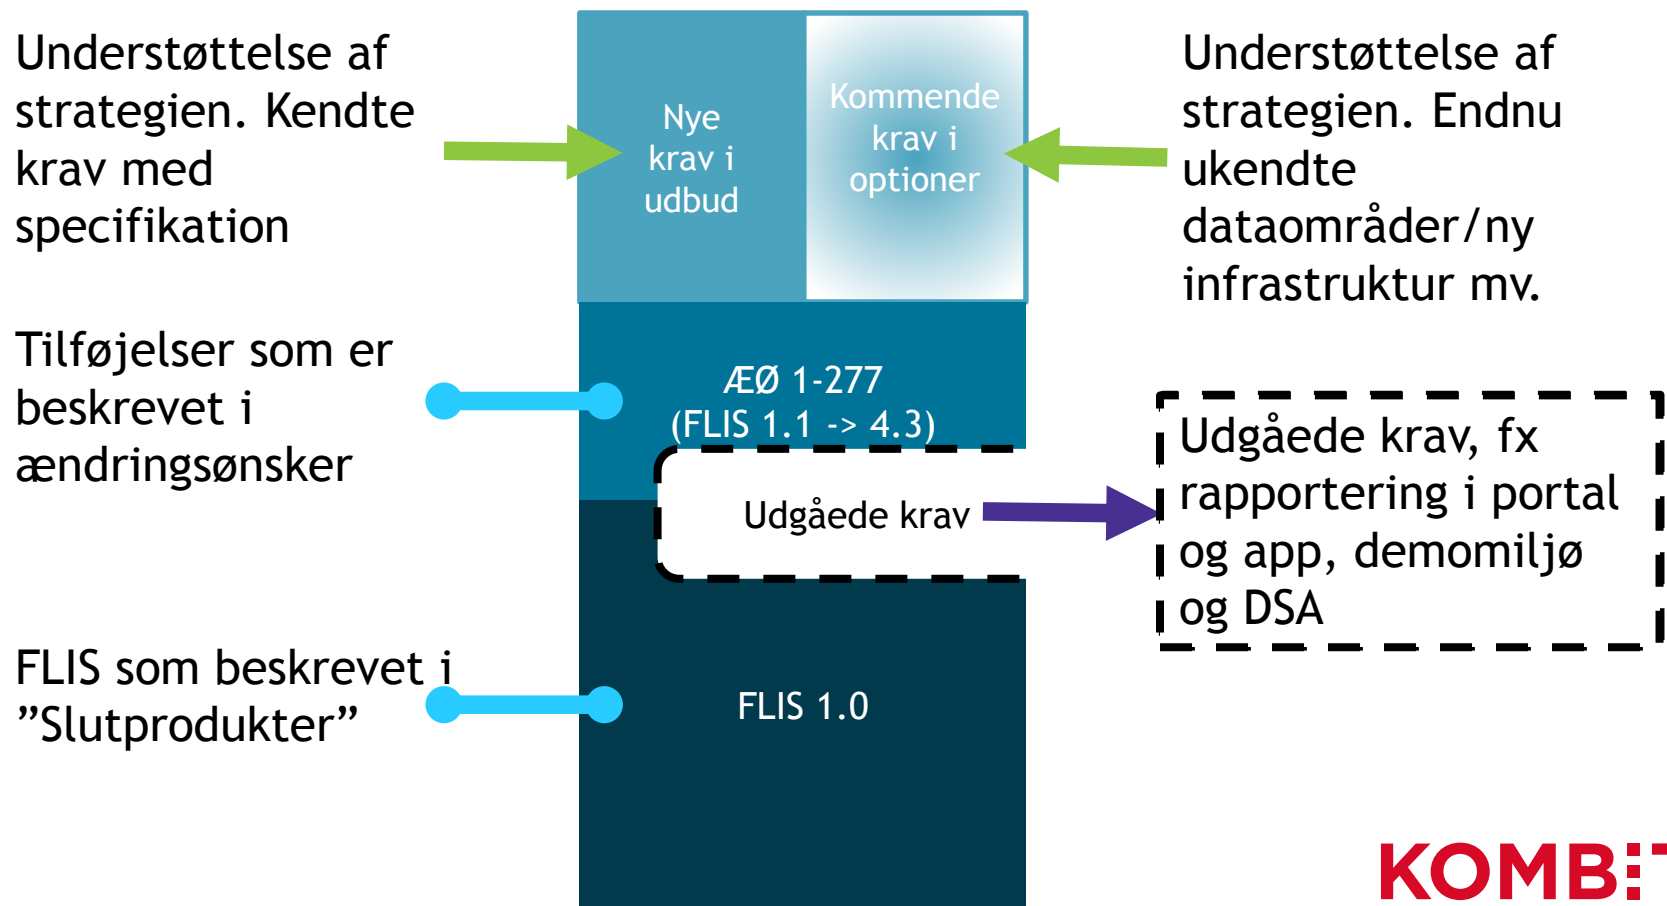 Understøttelse af
strategien. Kendte
krav med
specifikation
Nye
krav i
udbud
Kommende
krav i
optioner
Understøttelse af
strategien. Endnu
ukendte
dataområder/ny
infrastruktur mv.
Tilføjelser som er
beskrevet i
ændringsønsker
ÆØ 1-277
(FLIS 1.1 -> 4.3)
Udgåede krav
Udgåede krav, fx
rapportering i portal
og app, demomiljø
og DSA
FLIS som beskrevet i
”Slutprodukter”
FLIS 1.0
KOMBIT